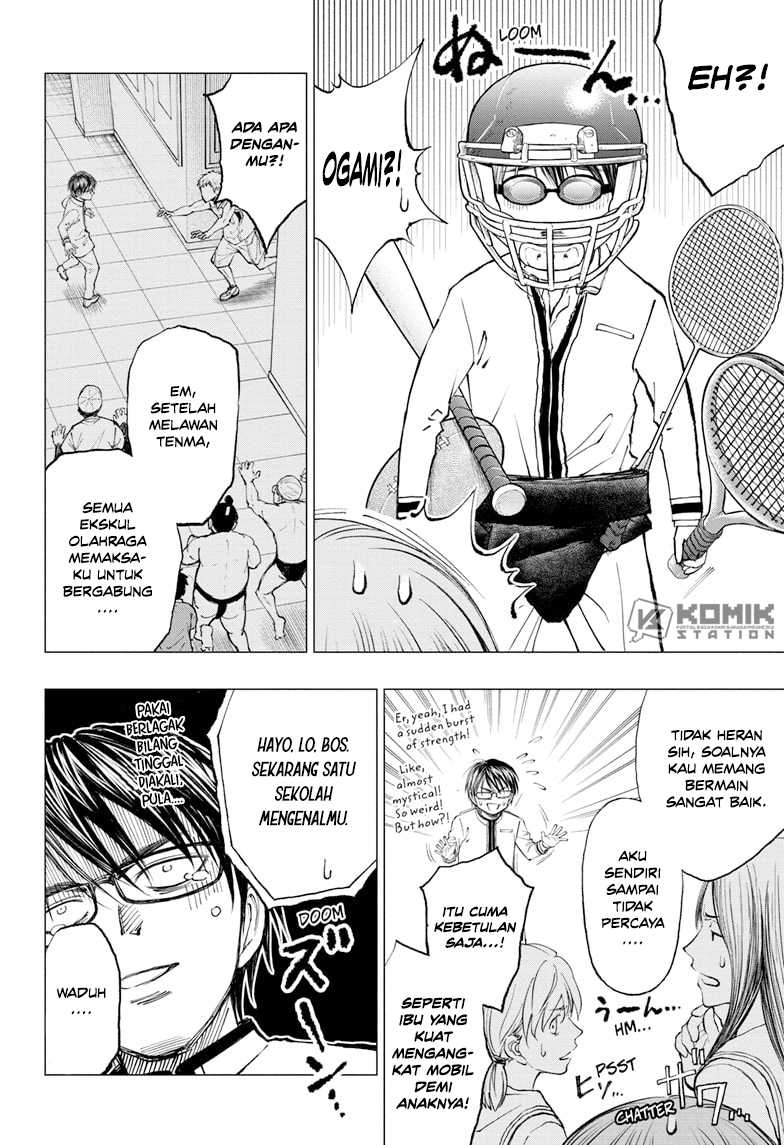 EH?!
LOOM
ぬーーん...
OGAMI?!
ADA APA
DENGAN-
MU?!
EM,
SETELAH
MELAWAN
TENMA,
SEMUA
EKSKUL
OLAHRAGA
MEMAKSA-
KU UNTUK
BERGABUNG
....
KOMIK
STATION
TIDAK HERAN
SIH, SOALNYA
KAU MEMANG
BERMAIN
SANGAT BAIK.
AKU
SENDIRI
SAMPAI
TIDAK
PERCAYA
....
Er, yeah, I had
a sudden burst
of strength!
Like,
almost
mystical!
So weird!
But how?!
ITU CUMA
KEBETULAN
SAJA...!
SEPERTI
IBU YANG
KUAT
MENGANG-
KAT MOBIL
DEMI
ANAKNYA!
うーん...
HM...
PSST
ヒソ...
ザワ
CHATTER
HAYO. LO. BOS.
SEKARANG SATU
SEKOLAH
MENGENALMU.
PAKAI
BERLAGAK
BILANG
TINGGAL
DIAKALI
PULA....
DOOM
ズーン...
WADUH
....